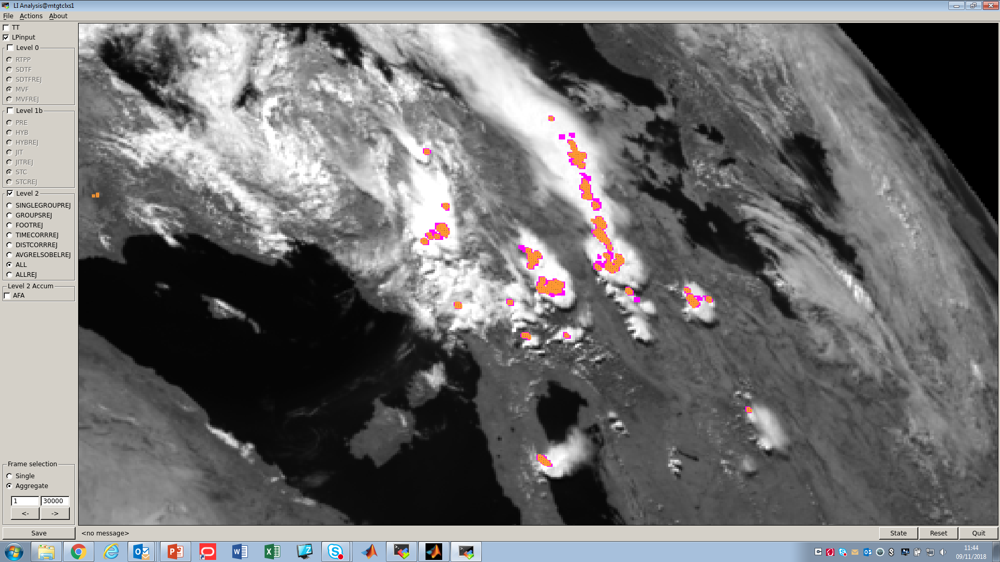 LI Analysis@mtgtclxs1
File Actions About
TT
LPinput
Level 0
RTPP
SDTF
SDTFREJ
MVF
MVFREJ
Level 1b
PRE
HYB
HYBREJ
JIT
JITREJ
STC
STCREJ
Level 2
SINGLEGROUPREJ
GROUPSREJ
FOOTREJ
TIMECORRREJ
DISTCORRREJ
AVGRELSOBELREJ
ALL
ALLREJ
Level 2 Accum
AFA
Frame selection
Single
Aggregate
1 30000
<- ->
Save <no message> State Reset Quit
11:44
09/11/2018